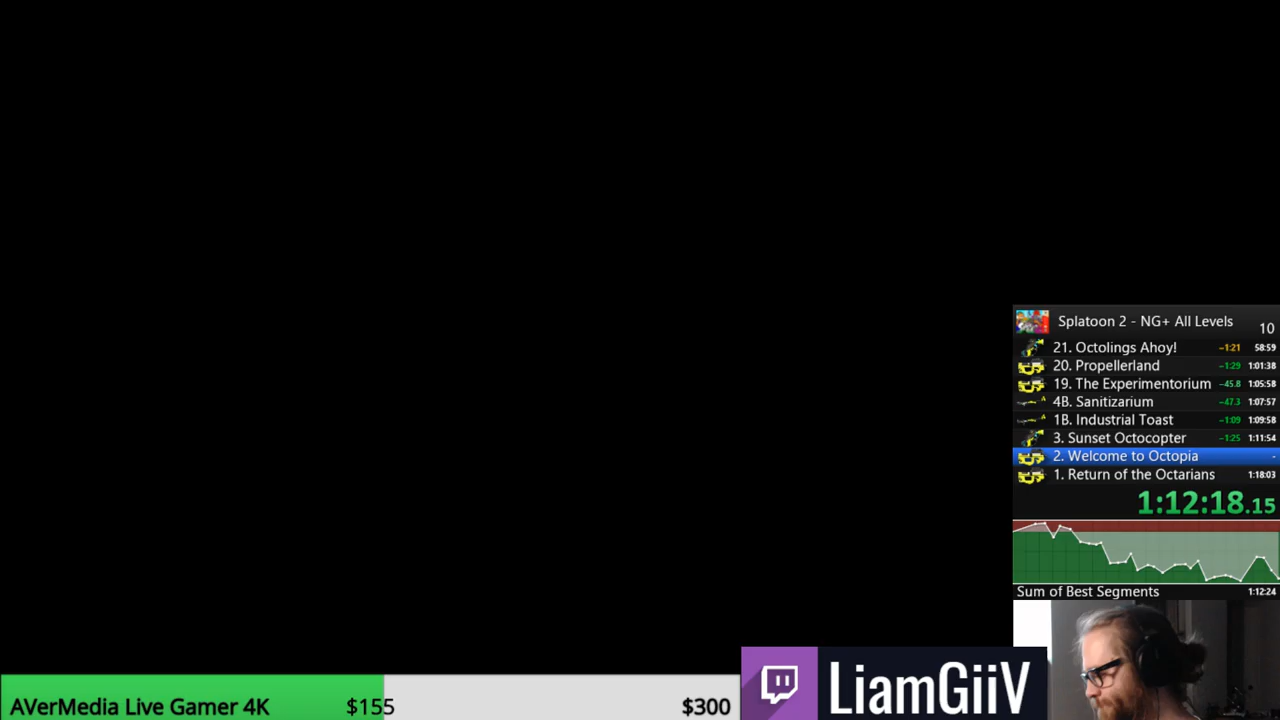 Splatoon 2 - NG+ All Levels
10
21. Octolings Ahoy! -1:21 58:59
20. Propellerland -1:29 1:01:38
19. The Experimentorium -45.8 1:05:58
4B. Sanitizarium -47.3 1:07:57
1B. Industrial Toast -1:09 1:09:58
3. Sunset Octocopter -1:25 1:11:54
2. Welcome to Octopia -
1. Return of the Octarians 1:18:03
1:12:18.15
Sum of Best Segments 1:12:24
AVerMedia Live Gamer 4K $155 $300
LiamGiiV